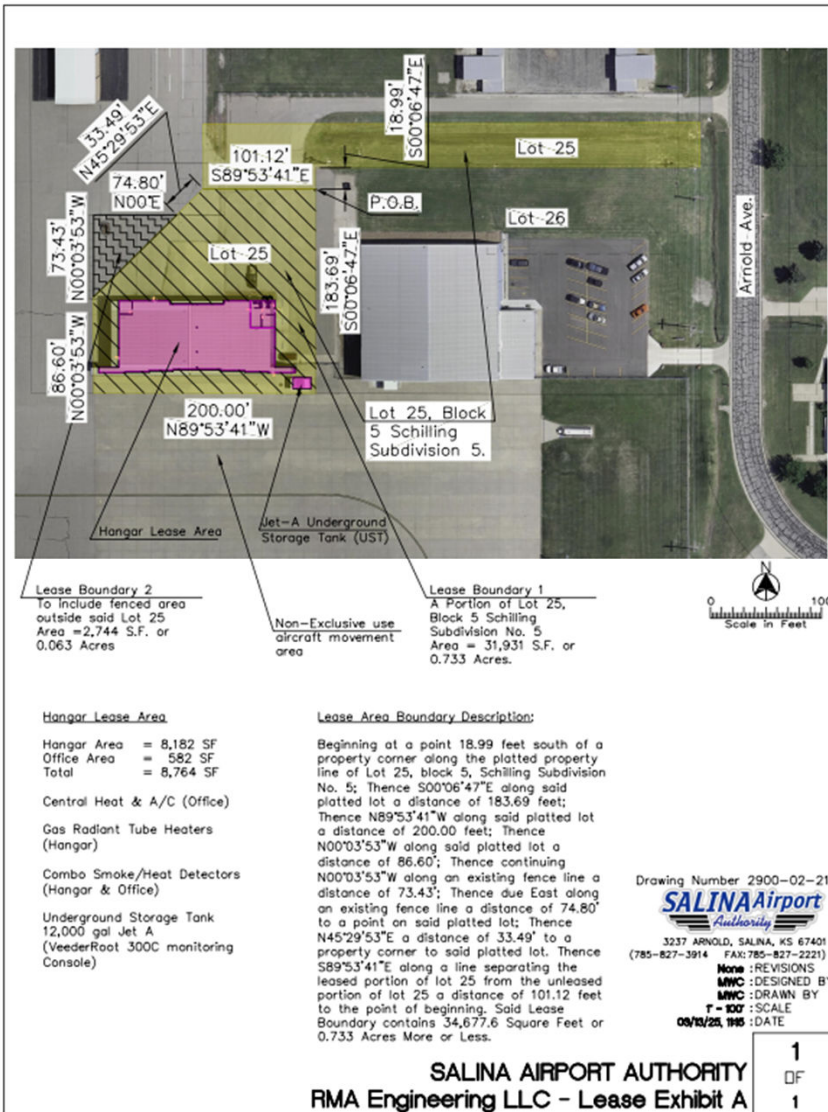 33.49'
N45°29'53"E
18.99'
S00°06'47"E
101.12'
S89°53'41"E
74.80'
N00°E
P.O.B.
Lot 25
Lot 26
73.43'
N00°03'53"W
Lot 25
183.69'
S00°06'47"E
Arnold Ave.
86.60'
N00°03'53"W
200.00'
N89°53'41"W
Lot 25, Block
5 Schilling
Subdivision 5.
Hangar Lease Area
Jet-A Underground
Storage Tank (UST)
Lease Boundary 2
To Include fenced area
outside said Lot 25
Area =2,744 S.F. or
0.063 Acres
Non-Exclusive use
aircraft movement
area
Lease Boundary 1
A Portion of Lot 25,
Block 5 Schilling
Subdivision No. 5
Area = 31,931 S.F. or
0.733 Acres.
N
0 100
Scale in Feet
Hangar Lease Area
Hangar Area = 8,182 SF
Office Area = 582 SF
Total = 8,764 SF
Central Heat & A/C (Office)
Gas Radiant Tube Heaters
(Hangar)
Combo Smoke/Heat Detectors
(Hangar & Office)
Underground Storage Tank
12,000 gal Jet A
(VeederRoot 300C monitoring
Console)
Lease Area Boundary Description:
Beginning at a point 18.99 feet south of a
property corner along the platted property
line of Lot 25, block 5, Schilling Subdivision
No. 5; Thence S00°06'47"E along said
platted lot a distance of 183.69 feet;
Thence N89°53'41"W along said platted lot
a distance of 200.00 feet; Thence
N00°03'53"W along said platted lot a
distance of 86.60'; Thence continuing
N00°03'53"W along an existing fence line a
distance of 73.43'; Thence due East along
an existing fence line a distance of 74.80'
to a point on said platted lot; Thence
N45°29'53"E a distance of 33.49' to a
property corner to said platted lot. Thence
S89°53'41"E along a line separating the
leased portion of lot 25 from the unleased
portion of lot 25 a distance of 101.12 feet
to the point of beginning. Said Lease
Boundary contains 34,677.6 Square Feet or
0.733 Acres More or Less.
Drawing Number 2900-02-21
SALINA Airport
Authority
3237 ARNOLD, SALINA, KS 67401
(785-827-3914 FAX:785-827-2221)
None :REVISIONS
MWC :DESIGNED BY
MWC :DRAWN BY
1" - 100' :SCALE
:DATE
SALINA AIRPORT AUTHORITY
RMA Engineering LLC - Lease Exhibit A
1
OF
1